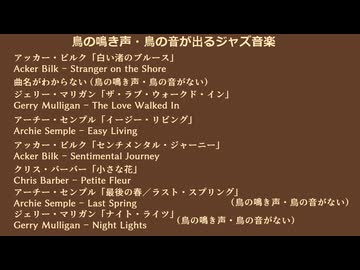 鳥の鳴き声・鳥の音が出るジャズ音楽
アッカー・ビルク「白い渚のブルース」
Acker Bilk – Stranger on the Shore
曲名がわからない (鳥の鳴き声・鳥の音がない)
ジェリー・マリガン「ザ・ラブ・ウォークド・イン」
Gerry Mulligan – The Love Walked In
アーチー・センプル「イージー・リビング」
Archie Semple – Easy Living
アッカー・ビルク「センチメンタル・ジャーニー」
Acker Bilk – Sentimental Journey
クリス・バーバー「小さな花」
Chris Barber – Petite Fleur
アーチー・センプル「最後の春／ラスト・スプリング」
Archie Semple – Last Spring (鳥の鳴き声・鳥の音がない)
ジェリー・マリガン「ナイト・ライツ」
Gerry Mulligan – Night Lights (鳥の鳴き声・鳥の音がない)